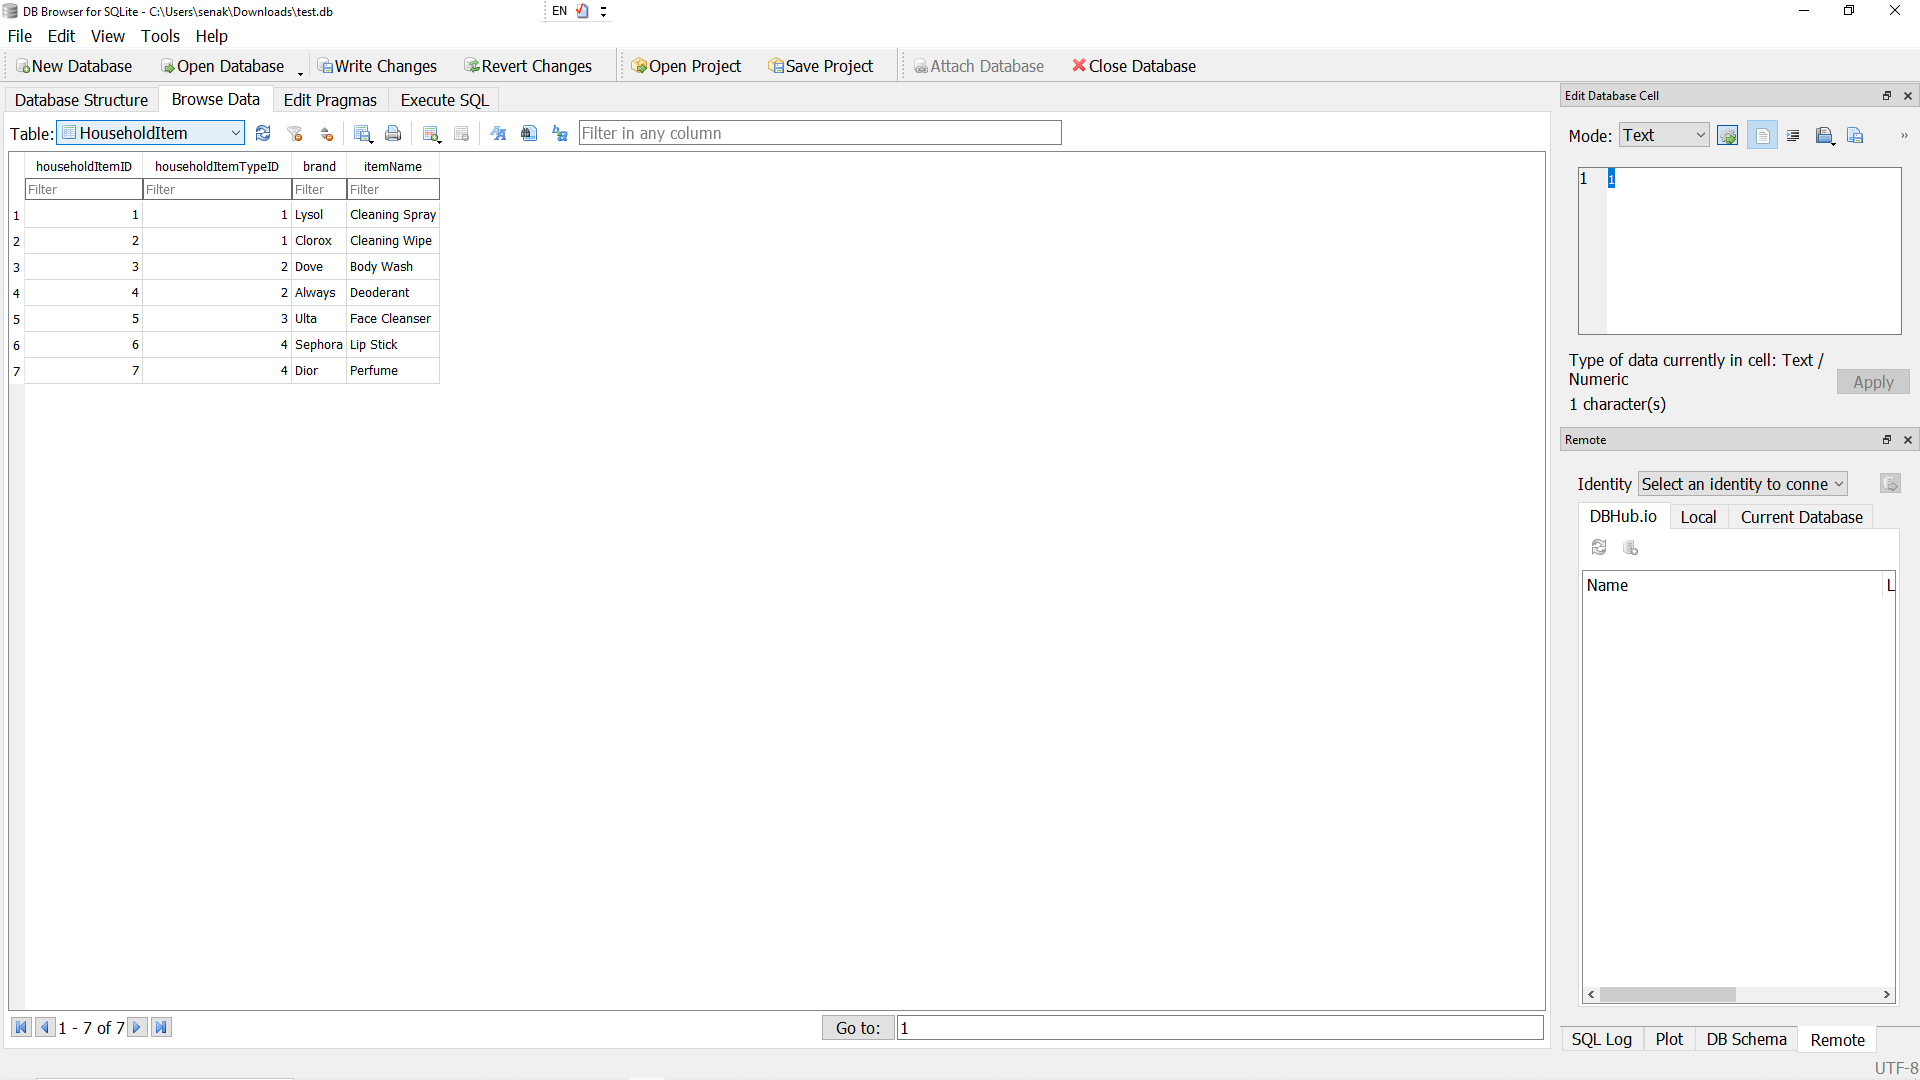 DB Browser for SQLite - C:\Users\senak\Downloads\test.db
EN
File Edit View Tools Help
New Database Open Database Write Changes Revert Changes Open Project Save Project Attach Database Close Database
Database Structure Browse Data Edit Pragmas Execute SQL
Table: HouseholdItem Filter in any column
householdItemID householdItemTypeID brand itemName
Filter Filter Filter Filter
1 1 1 Lysol Cleaning Spray
2 2 1 Clorox Cleaning Wipe
3 3 2 Dove Body Wash
4 4 2 Always Deoderant
5 5 3 Ulta Face Cleanser
6 6 4 Sephora Lip Stick
7 7 4 Dior Perfume
1 - 7 of 7 Go to: 1
Edit Database Cell
Mode: Text
1 1
Type of data currently in cell: Text /
Numeric
1 character(s)
Apply
Remote
Identity Select an identity to conne
DBHub.io Local Current Database
Name L
SQL Log Plot DB Schema Remote
UTF-8